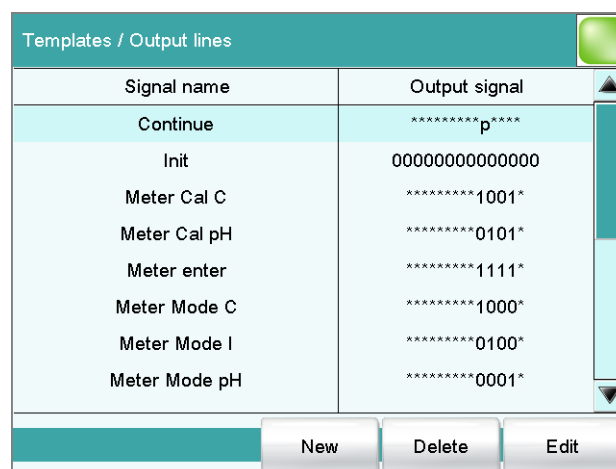 Templates / Output lines
Signal name Output signal
Continue *********p****
Init 00000000000000
Meter Cal C *********1001*
Meter Cal pH *********0101*
Meter enter *********1111*
Meter Mode C *********1000*
Meter Mode I *********0100*
Meter Mode pH *********0001*
New Delete Edit